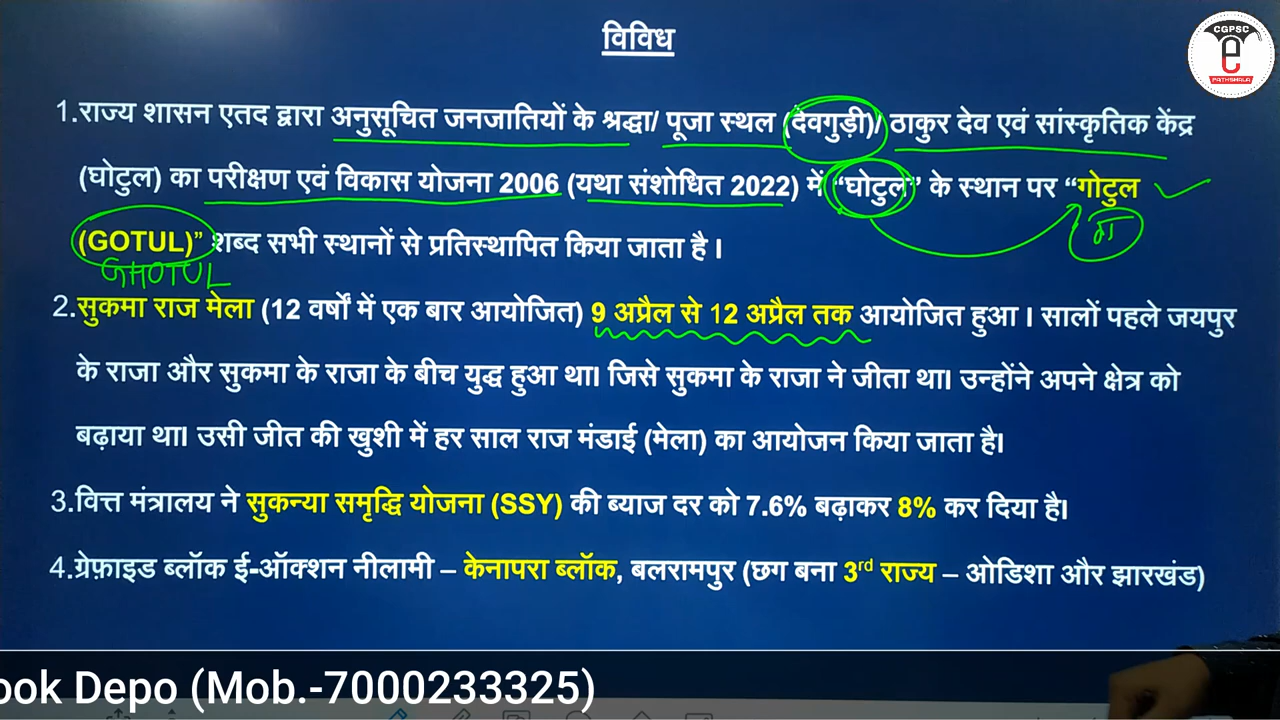 विविध
CGPSC
e
PATHSHALA
1.राज्य शासन एतद द्वारा अनुसूचित जनजातियों के श्रद्धा/ पूजा स्थल (देवगुड़ी)/ ठाकुर देव एवं सांस्कृतिक केंद्र
(घोटुल) का परीक्षण एवं विकास योजना 2006 (यथा संशोधित 2022) में "घोटुल" के स्थान पर "गोटुल
ग
(GOTUL)" शब्द सभी स्थानों से प्रतिस्थापित किया जाता है ।
GHOTUL
2.सुकमा राज मेला (12 वर्षों में एक बार आयोजित) 9 अप्रैल से 12 अप्रैल तक आयोजित हुआ । सालों पहले जयपुर
के राजा और सुकमा के राजा के बीच युद्ध हुआ था। जिसे सुकमा के राजा ने जीता था। उन्होंने अपने क्षेत्र को
बढ़ाया था। उसी जीत की खुशी में हर साल राज मंडाई (मेला) का आयोजन किया जाता है।
3.वित्त मंत्रालय ने सुकन्या समृद्धि योजना (SSY) की ब्याज दर को 7.6% बढ़ाकर 8% कर दिया है।
4.ग्रेफ़ाइड ब्लॉक ई-ऑक्शन नीलामी – केनापरा ब्लॉक, बलरामपुर (छग बना 3rd राज्य – ओडिशा और झारखंड)
ook Depo (Mob.-7000233325)